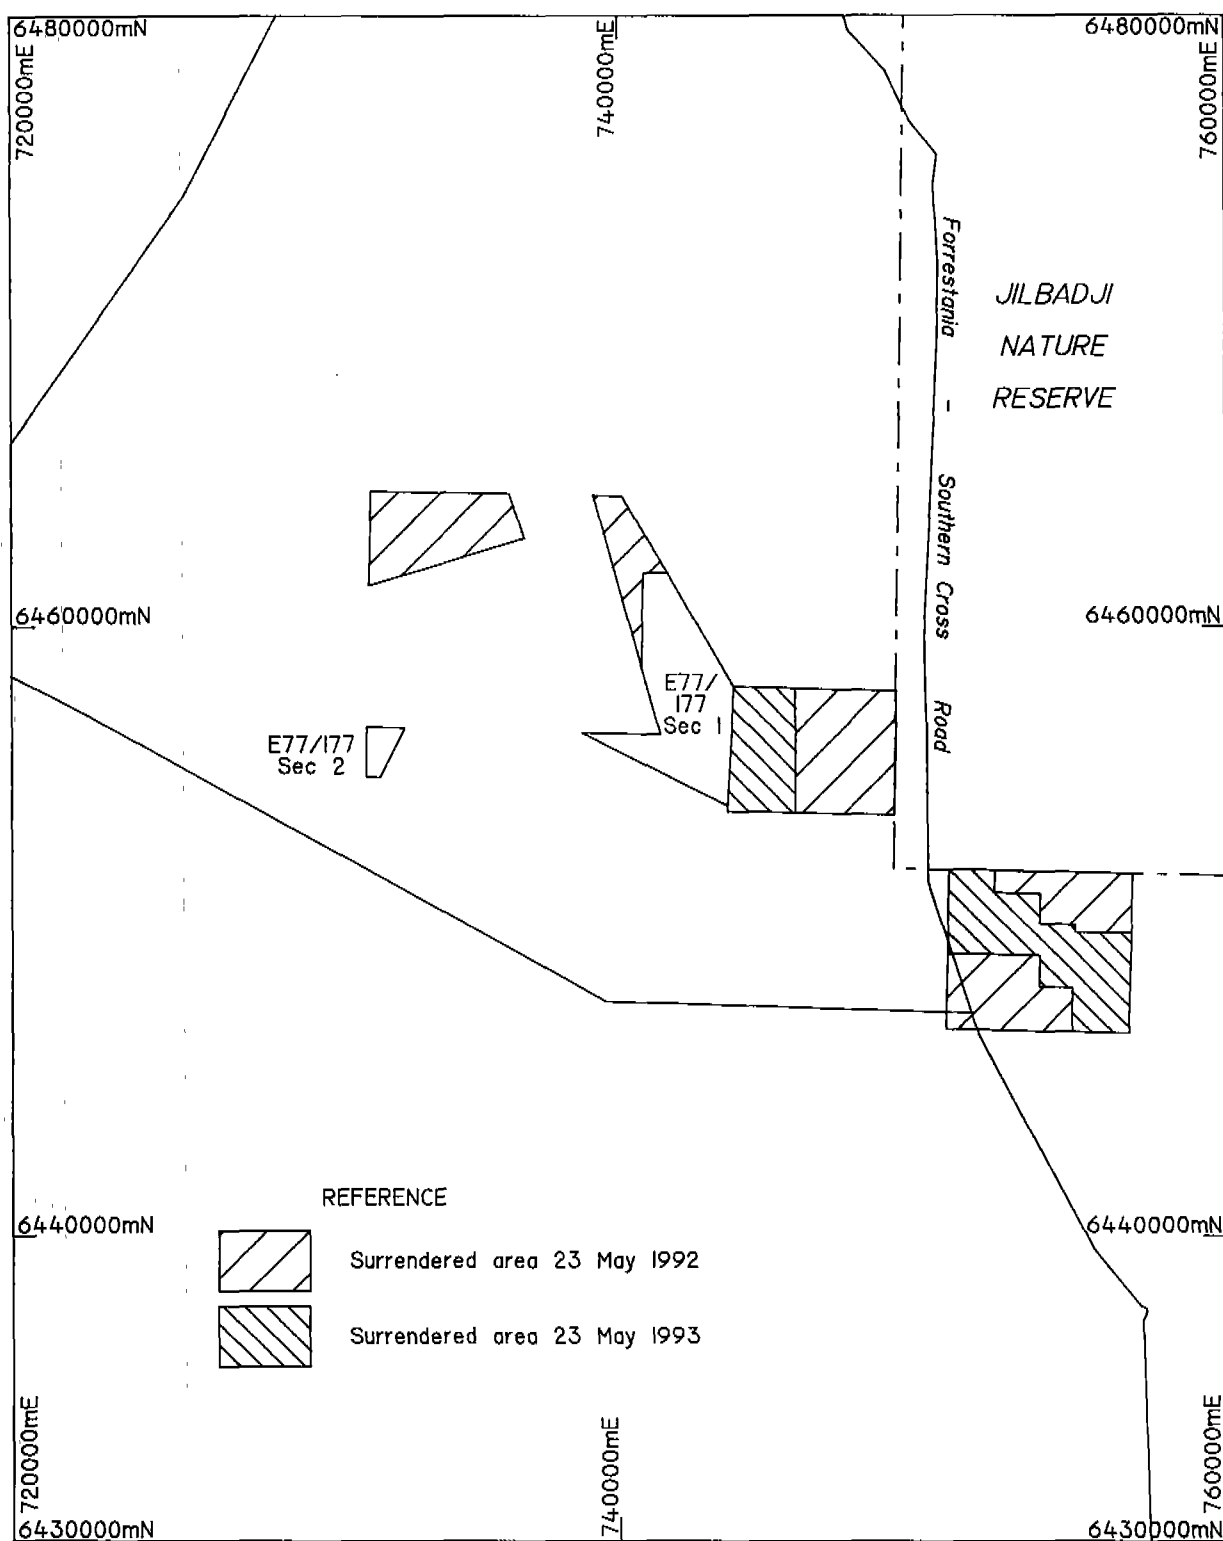 6480000mN
6480000mN
720000mE
740000mE
760000mE
Forrestania - Southern Cross Road
JILBADJI
NATURE
RESERVE
6460000mN
6460000mN
E77/
177
Sec 1
E77/177
Sec 2
REFERENCE
6440000mN
6440000mN
Surrendered area 23 May 1992
Surrendered area 23 May 1993
720000mE
740000mE
760000mE
6430000mN
6430000mN